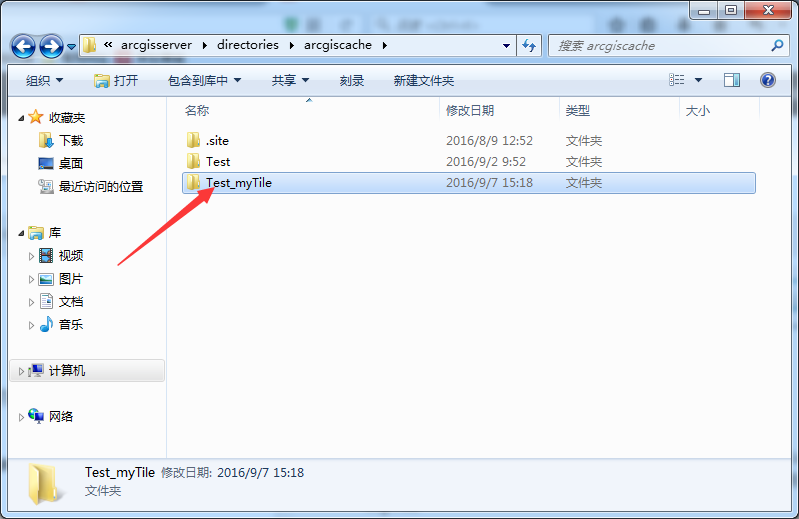 « arcgisserver directories arcgiscache
搜索 arcgiscache
组织 打开 包含到库中 共享 刻录 新建文件夹
名称 修改日期 类型 大小
收藏夹
下载
桌面
最近访问的位置
库
视频
图片
文档
音乐
计算机
网络
.site 2016/8/9 12:52 文件夹
Test 2016/9/2 9:52 文件夹
Test_myTile 2016/9/7 15:18 文件夹
Test_myTile 修改日期: 2016/9/7 15:18
文件夹